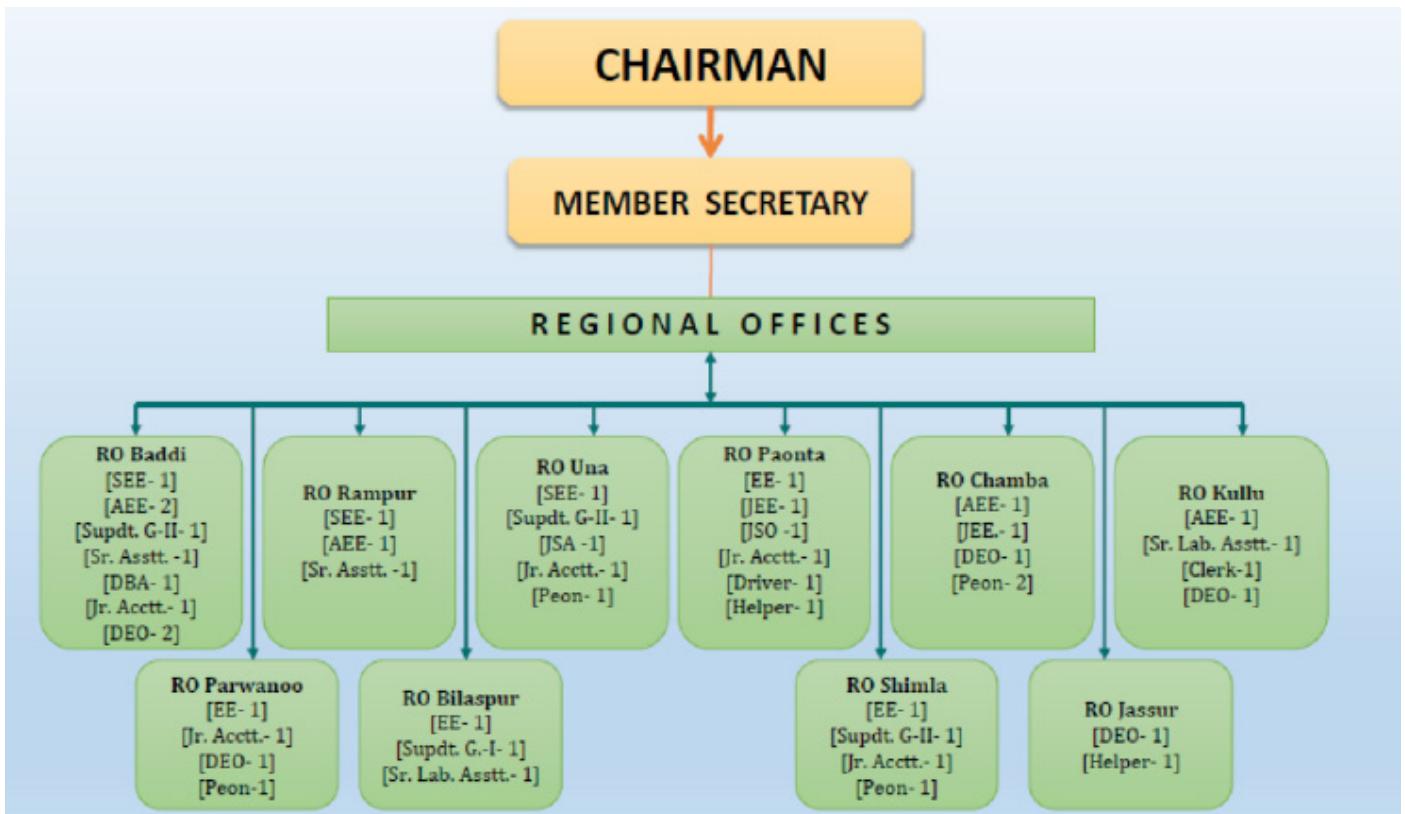 CHAIRMAN
MEMBER SECRETARY
REGIONAL OFFICES
RO Baddi
[SEE- 1]
[AEE- 2]
[Supdt. G-II- 1]
[Sr. Asstt. -1]
[DBA- 1]
[Jr. Acctt.- 1]
[DEO- 2]
RO Rampur
[SEE- 1]
[AEE- 1]
[Sr. Asstt. -1]
RO Una
[SEE- 1]
[Supdt. G-II- 1]
[JSA -1]
[Jr. Acctt.- 1]
[Peon- 1]
RO Paonta
[EE- 1]
[JEE- 1]
[JSO -1]
[Jr. Acctt.- 1]
[Driver- 1]
[Helper- 1]
RO Chamba
[AEE- 1]
[JEE.- 1]
[DEO- 1]
[Peon- 2]
RO Kullu
[AEE- 1]
[Sr. Lab. Asstt.- 1]
[Clerk-1]
[DEO- 1]
RO Parwanoo
[EE- 1]
[Jr. Acctt.- 1]
[DEO- 1]
[Peon-1]
RO Bilaspur
[EE- 1]
[Supdt. G.-I- 1]
[Sr. Lab. Asstt.- 1]
RO Shimla
[EE- 1]
[Supdt. G-II- 1]
[Jr. Acctt.- 1]
[Peon- 1]
RO Jassur
[DEO- 1]
[Helper- 1]